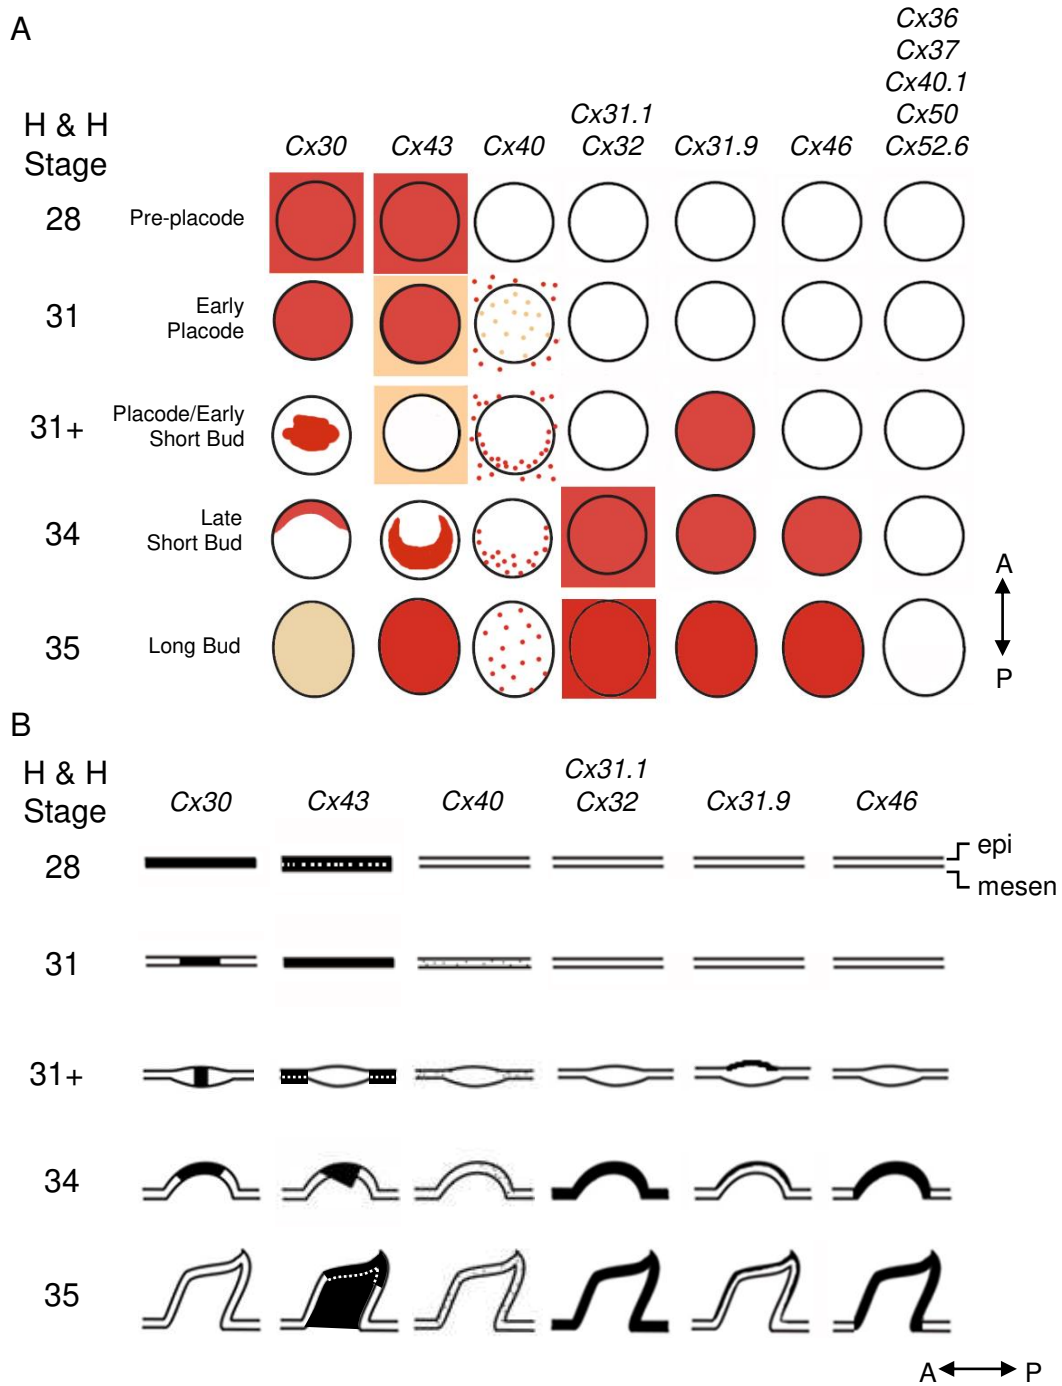 A
Cx36
Cx37
Cx40.1
Cx50
Cx52.6
H & H
Stage
Cx30
Cx43
Cx40
Cx31.1
Cx32
Cx31.9
Cx46
28
Pre-placode
31
Early
Placode
31+
Placode/Early
Short Bud
34
Late
Short Bud
35
Long Bud
A
P
B
H & H
Stage
Cx30
Cx43
Cx40
Cx31.1
Cx32
Cx31.9
Cx46
28
epi
mesen
31
31+
34
35
A
P